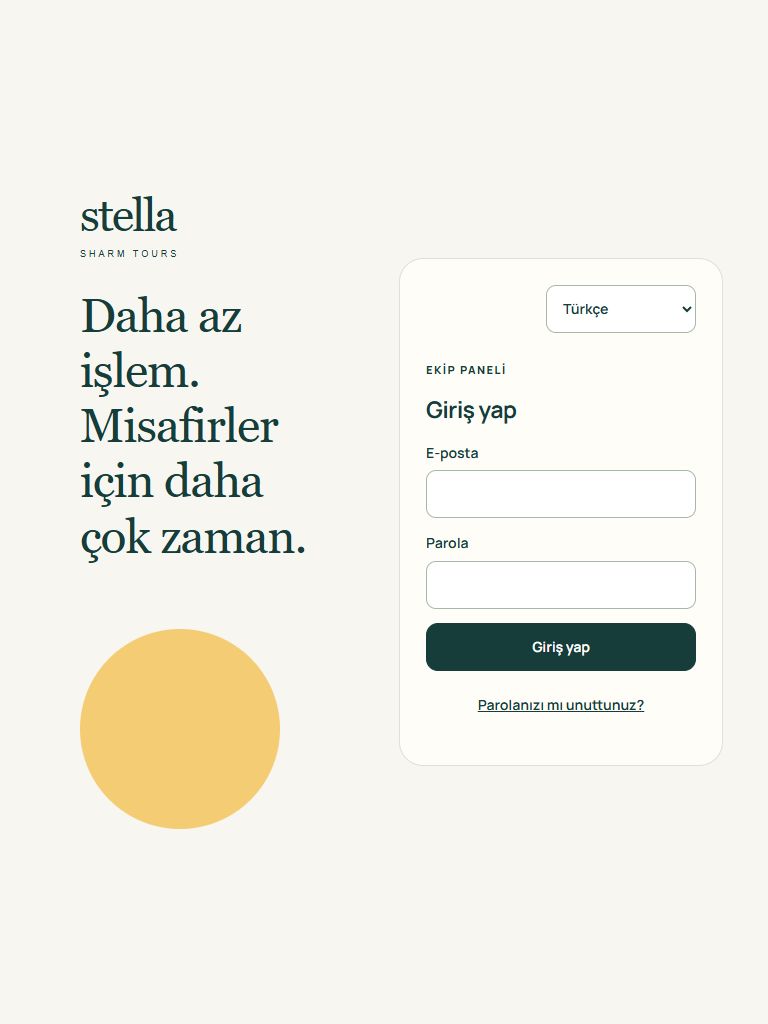 stella
SHARM TOURS
Daha az
işlem.
Misafirler
için daha
çok zaman.
Türkçe
EKİP PANELİ
Giriş yap
E-posta
Parola
Giriş yap
Parolanızı mı unuttunuz?